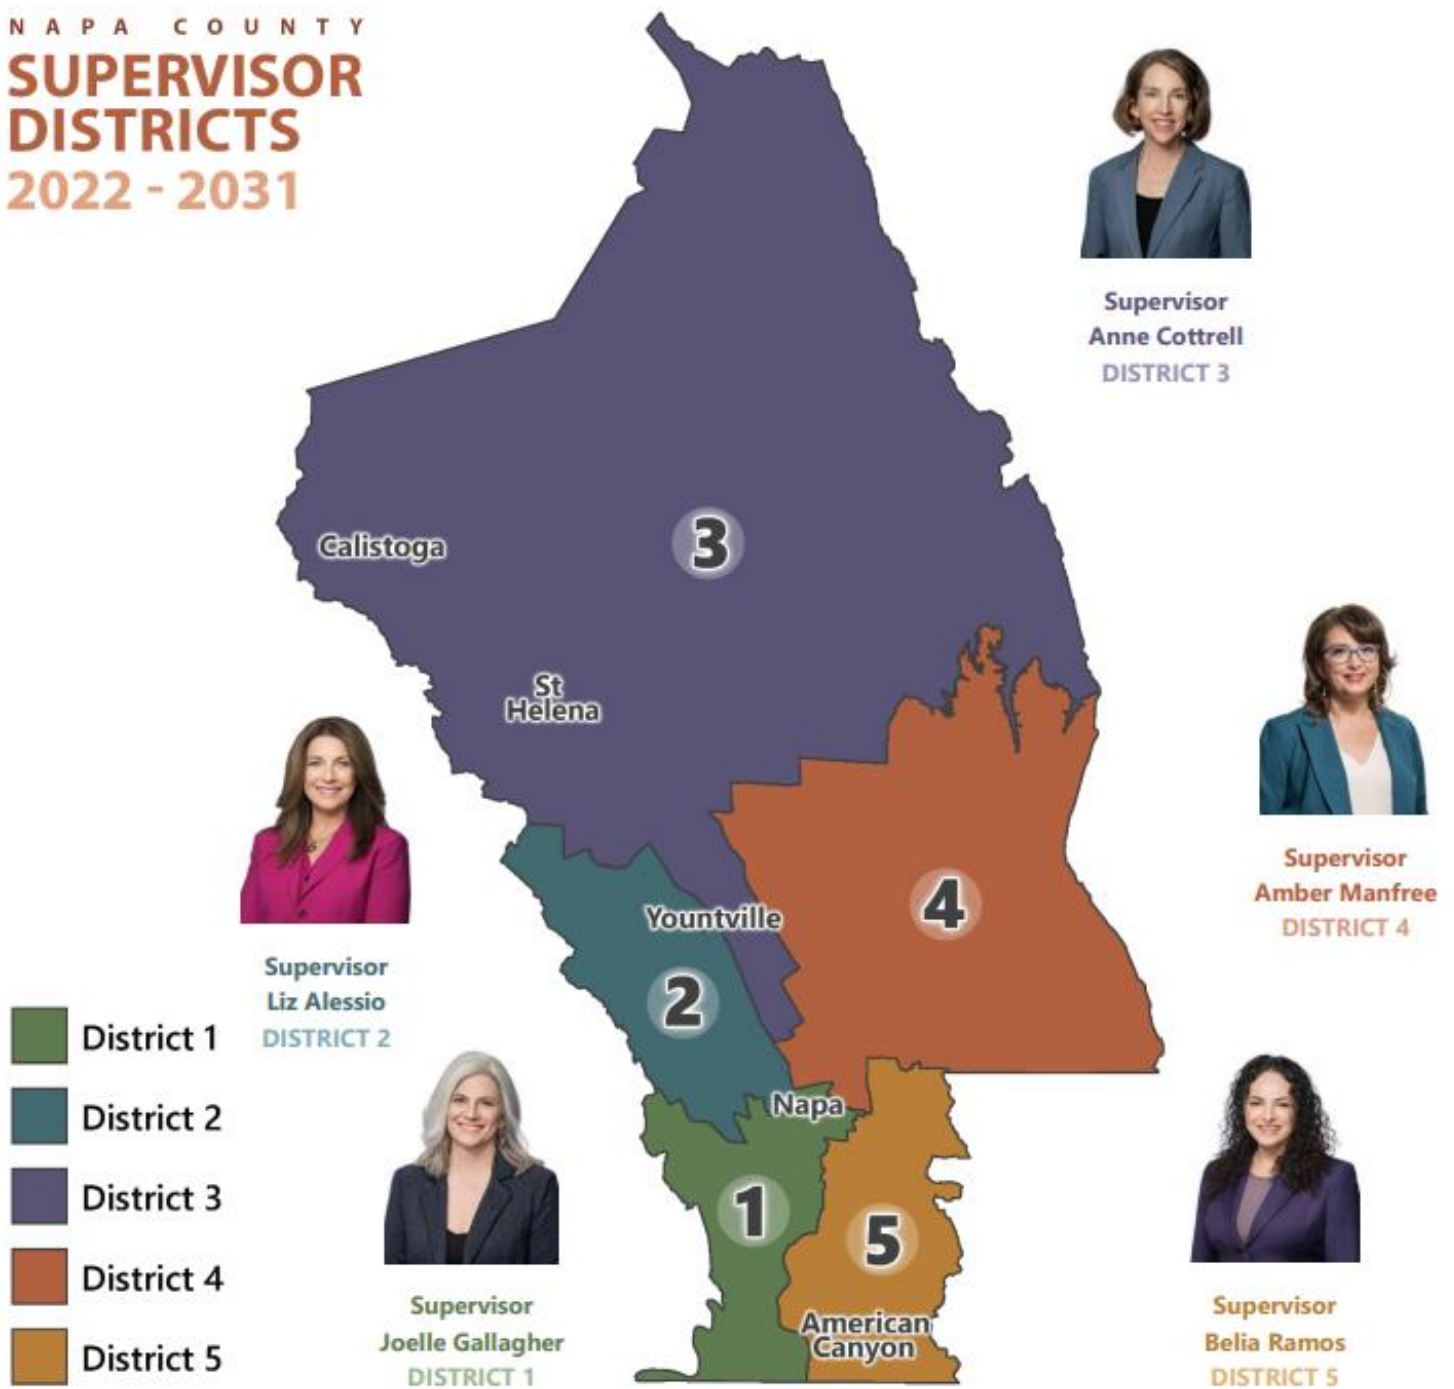 NAPA COUNTY
SUPERVISOR
DISTRICTS
2022 - 2031
Supervisor
Anne Cottrell
DISTRICT 3
3
Calistoga
St
Helena
Supervisor
Amber Manfree
DISTRICT 4
4
Yountville
2
Supervisor
Liz Alessio
DISTRICT 2
Napa
1
5
American
Canyon
Supervisor
Joelle Gallagher
DISTRICT 1
Supervisor
Belia Ramos
DISTRICT 5
District 1
District 2
District 3
District 4
District 5